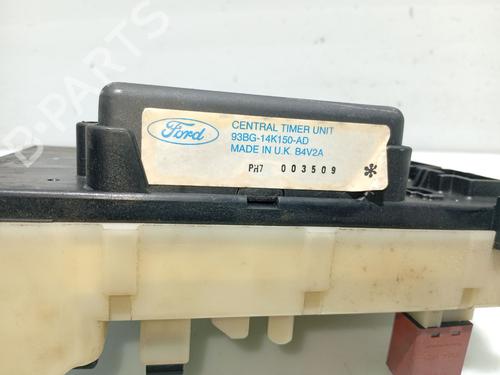 B-PARTS
Ford
CENTRAL TIMER UNIT
93BG-14K150-AD
MADE IN U.K. B4V2A
PH7 003509 *